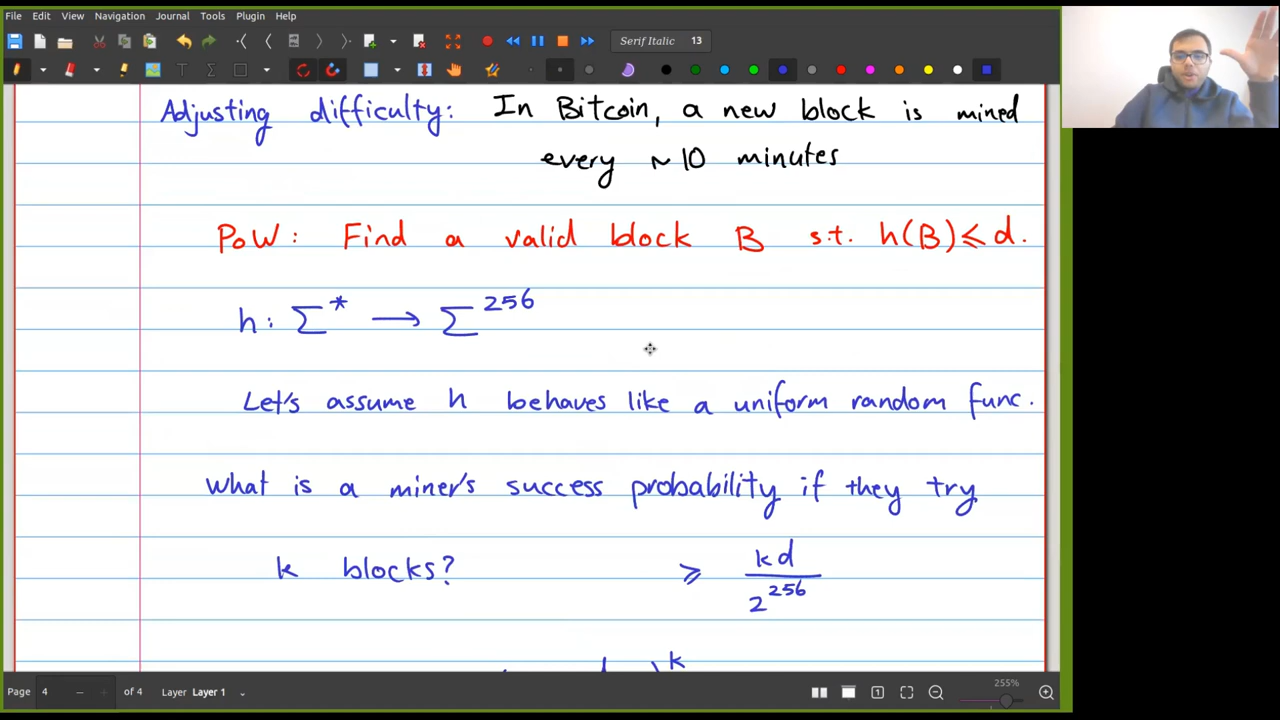 File Edit View Navigation Journal Tools Plugin Help
Serif Italic 13
Adjusting difficulty: In Bitcoin, a new block is mined
every ~ 10 minutes
PoW: Find a valid block B s.t. h(B) ≤ d.
h: Σ* → Σ^256
Let's assume h behaves like a uniform random func.
What is a miner's success probability if they try
k blocks? ≥ kd / 2^256
k
Page 4 of 4 Layer Layer 1 255%